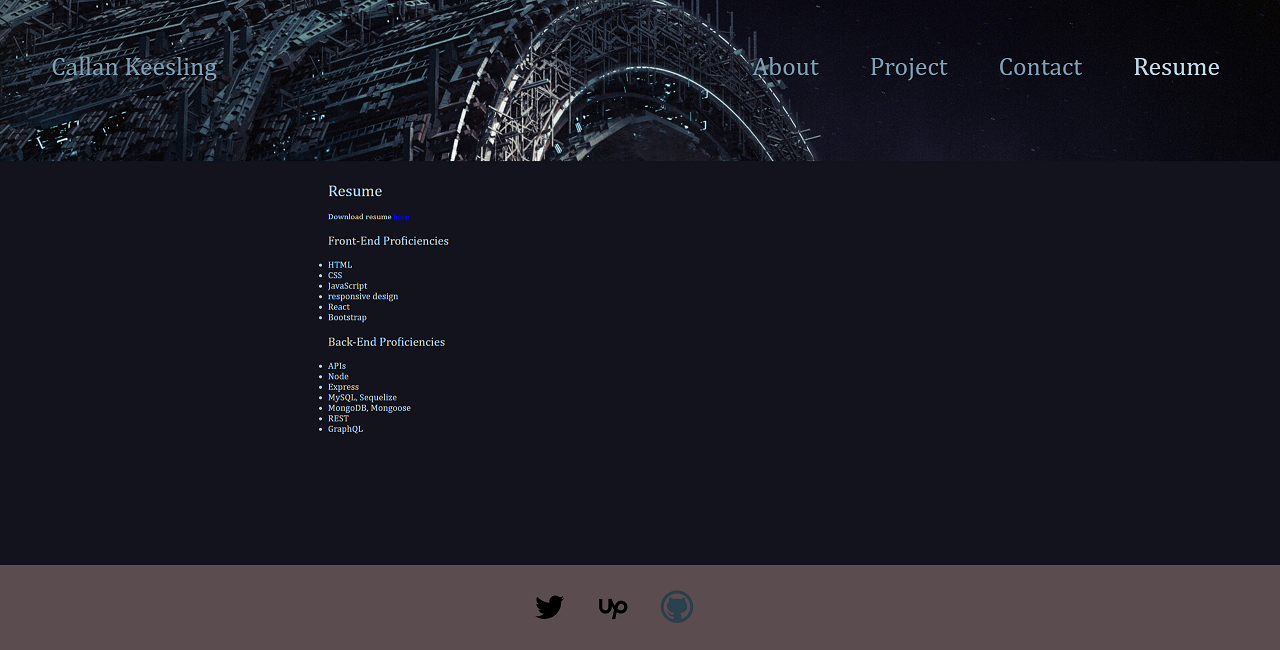 Callan Keesling
About Project Contact Resume
Resume
Download resume here
Front-End Proficiencies
HTML
CSS
JavaScript
responsive design
React
Bootstrap
Back-End Proficiencies
APIs
Node
Express
MySQL, Sequelize
MongoDB, Mongoose
REST
GraphQL
up